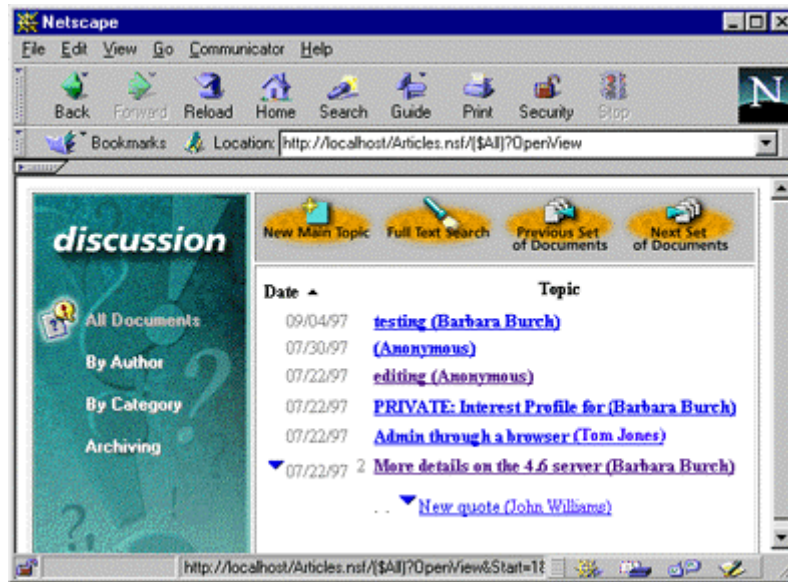 Netscape
File Edit View Go Communicator Help
Back Forward Reload Home Search Guide Print Security Stop
N
Bookmarks Location: http://localhost/Articles.nsf/($All)?OpenView
discussion
All Documents
By Author
By Category
Archiving
New Main Topic Full Text Search Previous Set of Documents Next Set of Documents
Date Topic
09/04/97 testing (Barbara Burch)
07/30/97 (Anonymous)
07/22/97 editing (Anonymous)
07/22/97 PRIVATE: Interest Profile for (Barbara Burch)
07/22/97 Admin through a browser (Tom Jones)
07/22/97 2 More details on the 4.6 server (Barbara Burch)
. . New quote (John Williams)
http://localhost/Articles.nsf/($All)?OpenView&Start=18